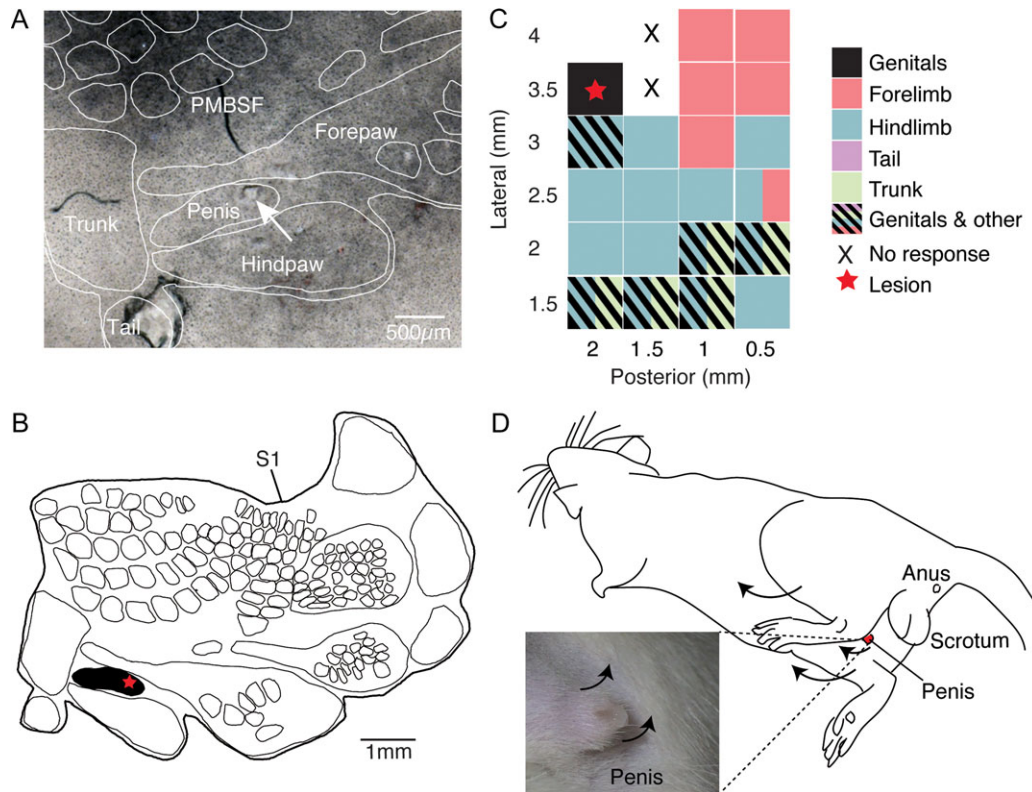 A
PMBSF
Forepaw
Trunk
Penis
Hindpaw
Tail
500µm
C
Lateral (mm)
4
3.5
3
2.5
2
1.5
X
X
2 1.5 1 0.5
Posterior (mm)
Genitals
Forelimb
Hindlimb
Tail
Trunk
Genitals & other
X No response
Lesion
B
S1
1mm
D
Anus
Scrotum
Penis
Penis